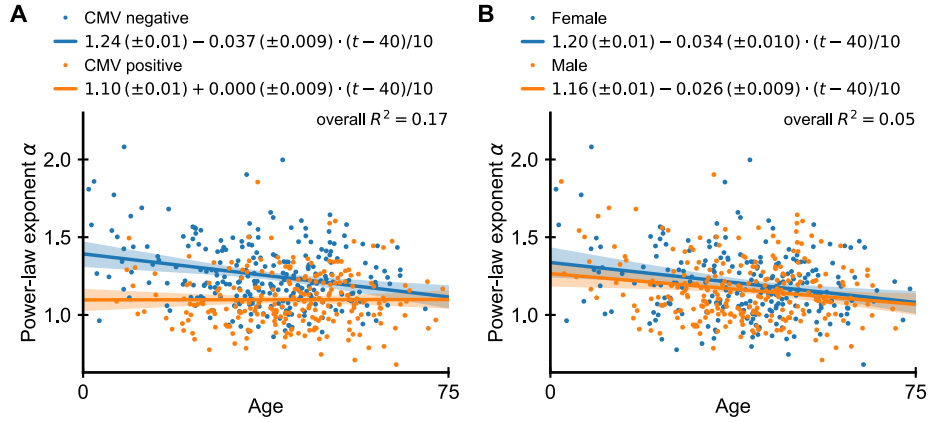 A
CMV negative
1.24 (±0.01) − 0.037 (±0.009) · (t − 40)/10
CMV positive
1.10 (±0.01) + 0.000 (±0.009) · (t − 40)/10
overall R² = 0.17
Power-law exponent α
2.0
1.5
1.0
0
75
Age
B
Female
1.20 (±0.01) − 0.034 (±0.010) · (t − 40)/10
Male
1.16 (±0.01) − 0.026 (±0.009) · (t − 40)/10
overall R² = 0.05
Power-law exponent α
2.0
1.5
1.0
0
75
Age